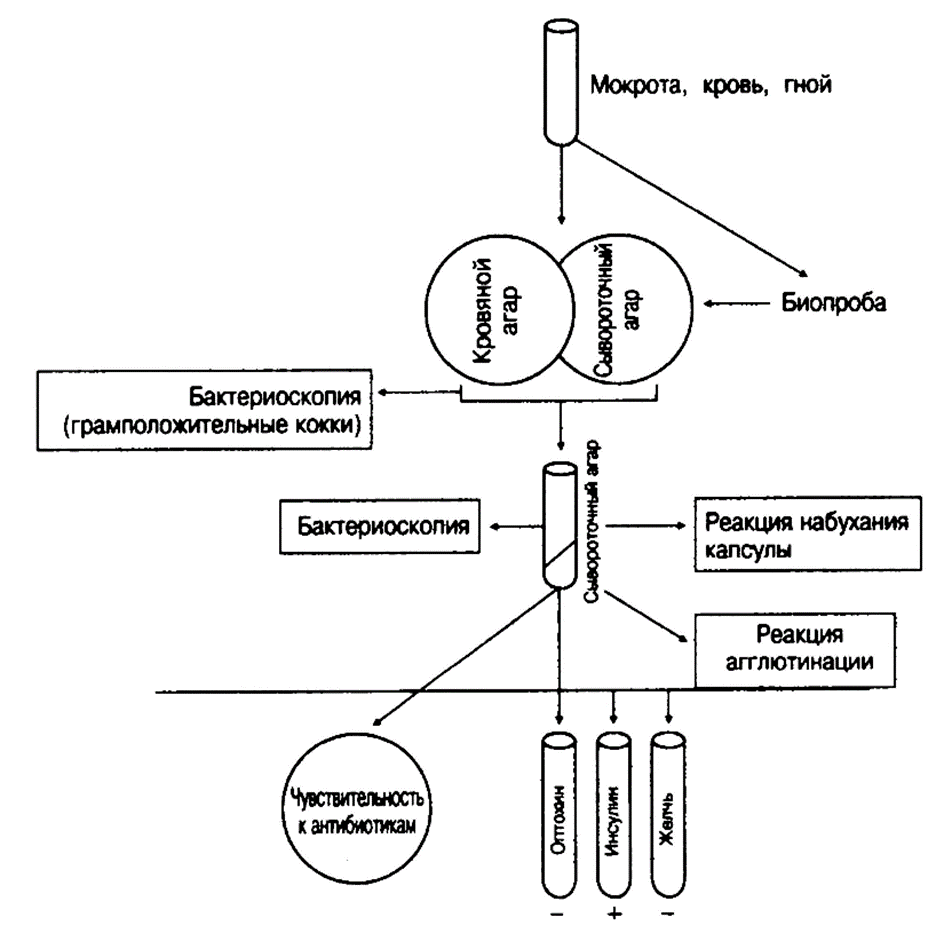 Мокрота, кровь, гной
Кровяной
агар
Сывороточный
агар
Биопроба
Бактериоскопия
(грамположительные кокки)
Сывороточный агар
Бактериоскопия
Реакция набухания
капсулы
Реакция
агглютинации
Чувствительность
к антибиотикам
Оптохин
Инсулин
Желчь
– + –